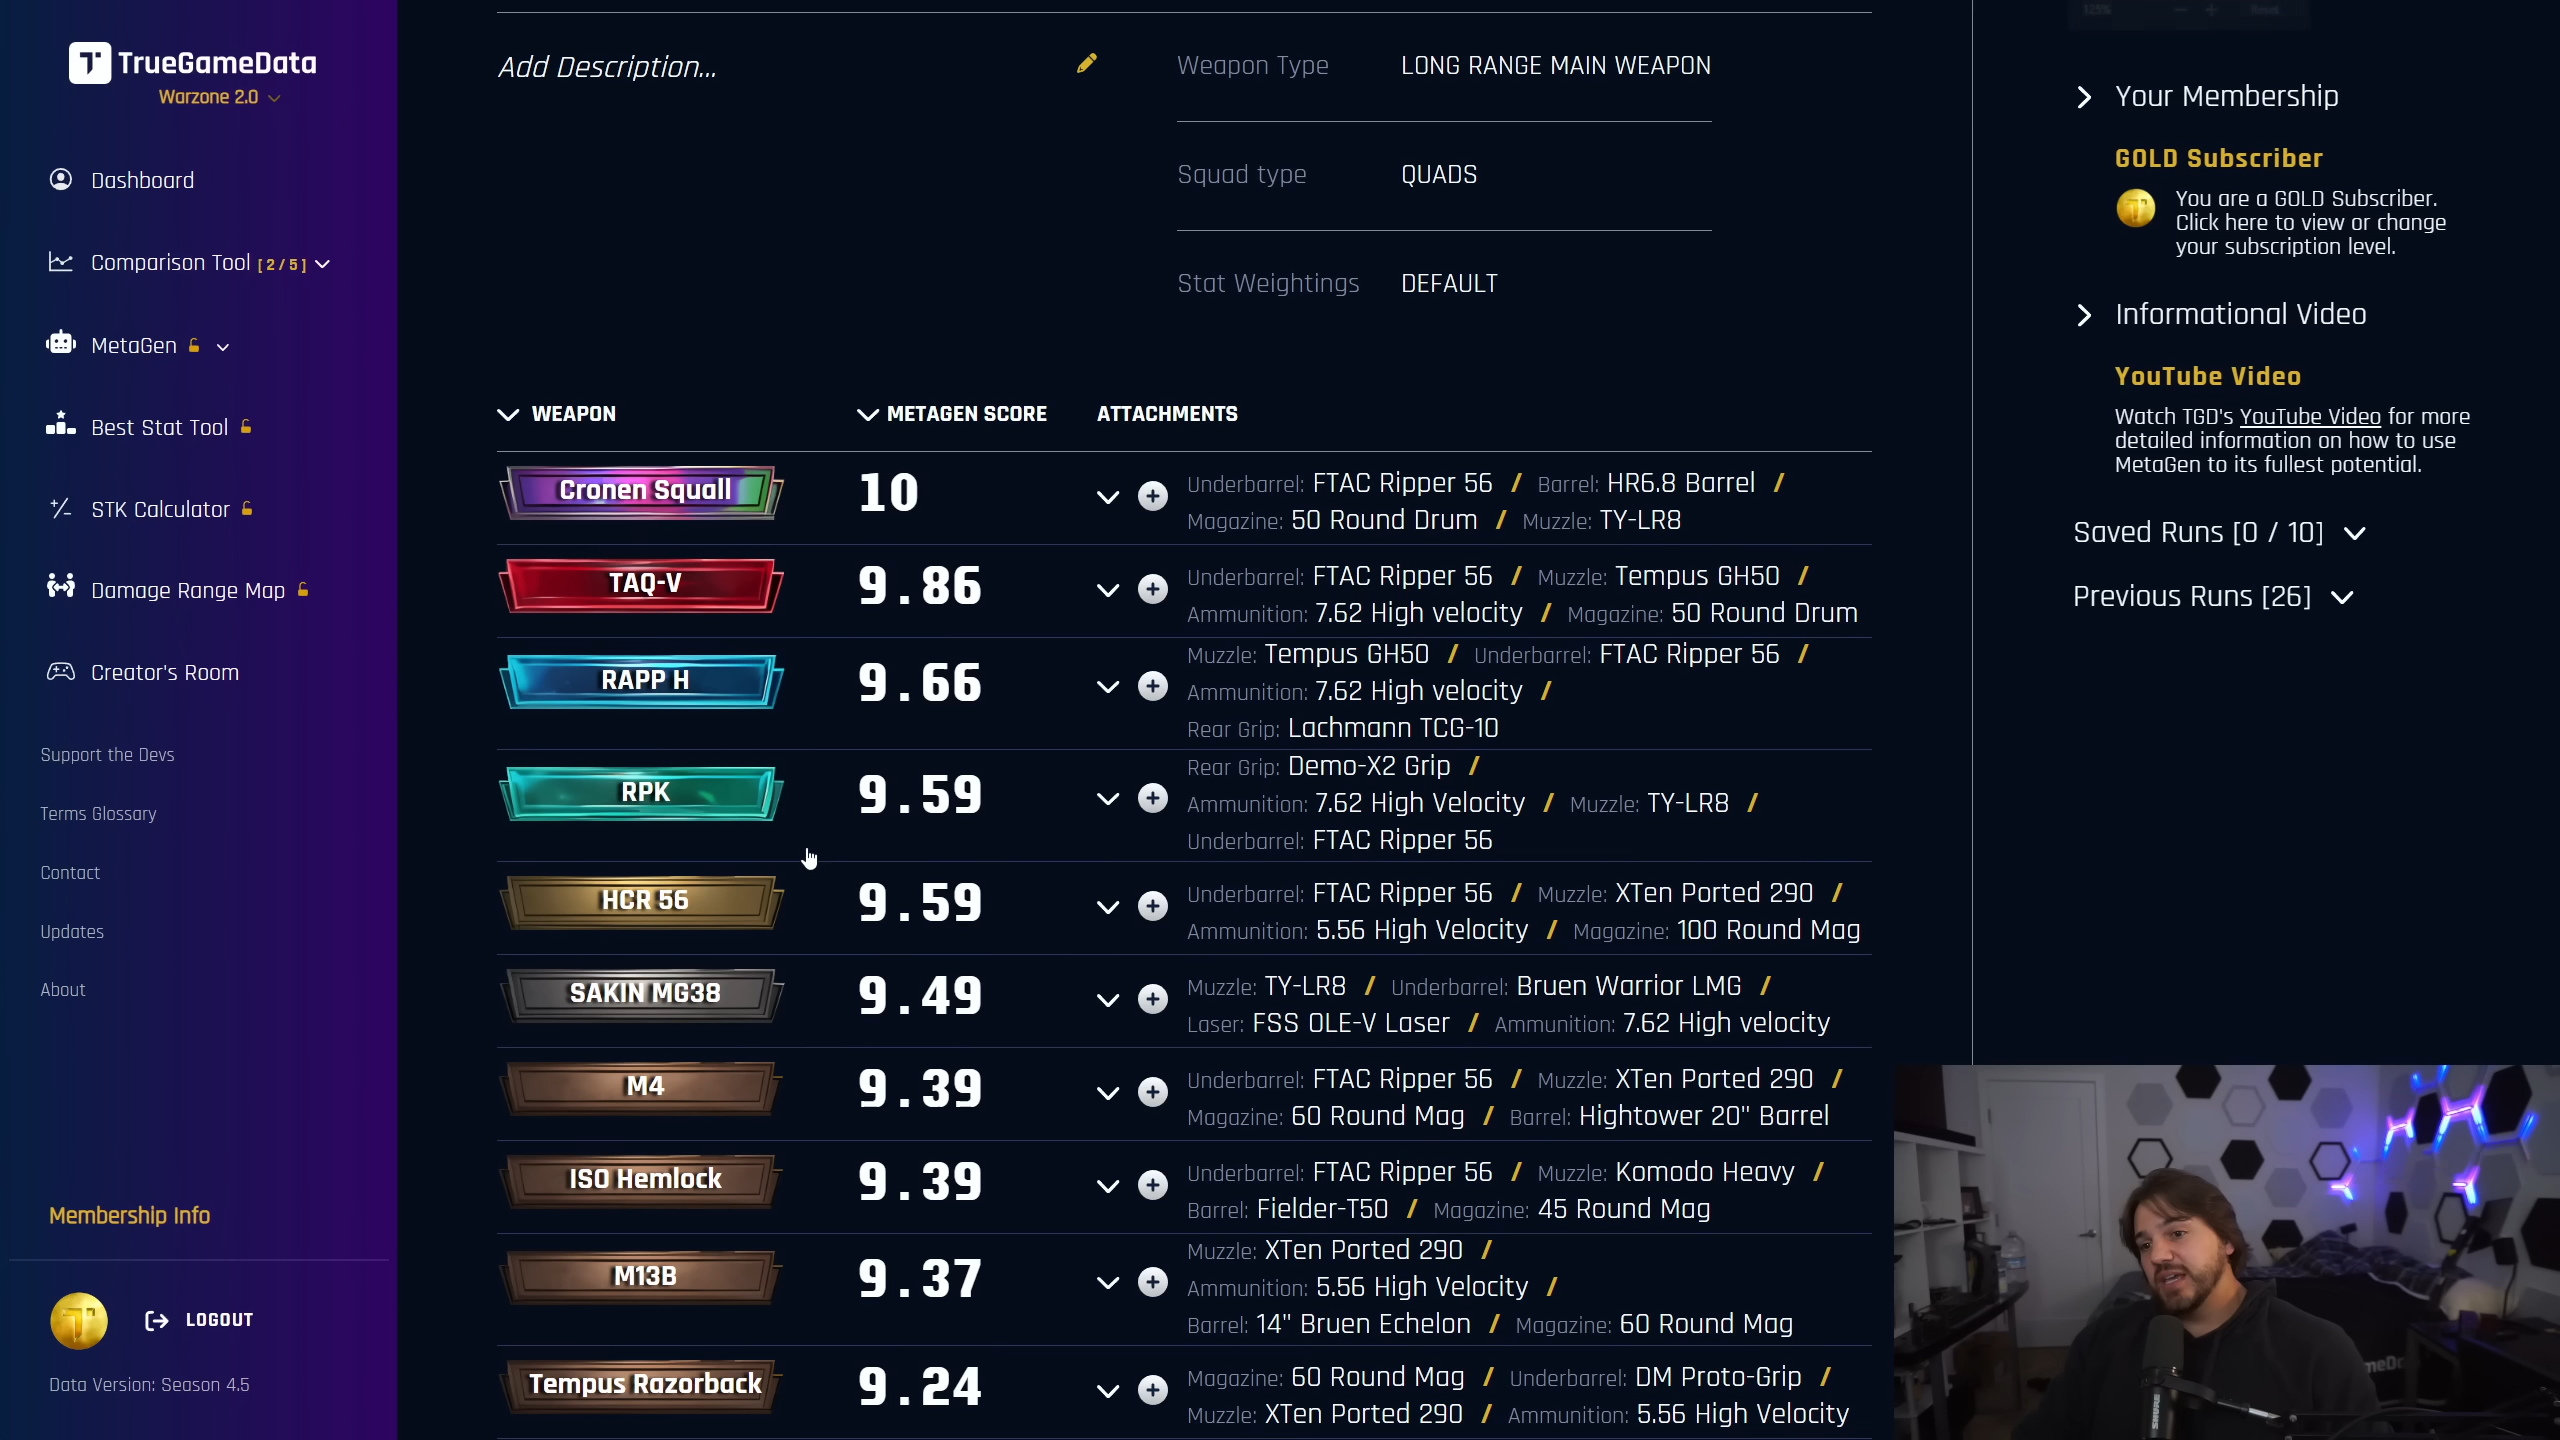 TrueGameData
Warzone 2.0
Dashboard
Comparison Tool [2/5]
MetaGen
Best Stat Tool
STK Calculator
Damage Range Map
Creator's Room
Support the Devs
Terms Glossary
Contact
Updates
About
Membership Info
LOGOUT
Data Version: Season 4.5
Add Description...
Weapon Type LONG RANGE MAIN WEAPON
Squad type QUADS
Stat Weightings DEFAULT
WEAPON METAGEN SCORE ATTACHMENTS
Cronen Squall 10 Underbarrel: FTAC Ripper 56 / Barrel: HR6.8 Barrel /
Magazine: 50 Round Drum / Muzzle: TY-LR8
TAQ-V 9.86 Underbarrel: FTAC Ripper 56 / Muzzle: Tempus GH50 /
Ammunition: 7.62 High velocity / Magazine: 50 Round Drum
RAPP H 9.66 Muzzle: Tempus GH50 / Underbarrel: FTAC Ripper 56 /
Ammunition: 7.62 High velocity /
Rear Grip: Lachmann TCG-10
RPK 9.59 Rear Grip: Demo-X2 Grip /
Ammunition: 7.62 High Velocity / Muzzle: TY-LR8 /
Underbarrel: FTAC Ripper 56
HCR 56 9.59 Underbarrel: FTAC Ripper 56 / Muzzle: XTen Ported 290 /
Ammunition: 5.56 High Velocity / Magazine: 100 Round Mag
SAKIN MG38 9.49 Muzzle: TY-LR8 / Underbarrel: Bruen Warrior LMG /
Laser: FSS OLE-V Laser / Ammunition: 7.62 High velocity
M4 9.39 Underbarrel: FTAC Ripper 56 / Muzzle: XTen Ported 290 /
Magazine: 60 Round Mag / Barrel: Hightower 20" Barrel
ISO Hemlock 9.39 Underbarrel: FTAC Ripper 56 / Muzzle: Komodo Heavy /
Barrel: Fielder-T50 / Magazine: 45 Round Mag
M13B 9.37 Muzzle: XTen Ported 290 /
Ammunition: 5.56 High Velocity /
Barrel: 14" Bruen Echelon / Magazine: 60 Round Mag
Tempus Razorback 9.24 Magazine: 60 Round Mag / Underbarrel: DM Proto-Grip /
Muzzle: XTen Ported 290 / Ammunition: 5.56 High Velocity
125% Reset
Your Membership
GOLD Subscriber
You are a GOLD Subscriber.
Click here to view or change
your subscription level.
Informational Video
YouTube Video
Watch TGD's YouTube Video for more
detailed information on how to use
MetaGen to its fullest potential.
Saved Runs [0 / 10]
Previous Runs [26]
SHURE